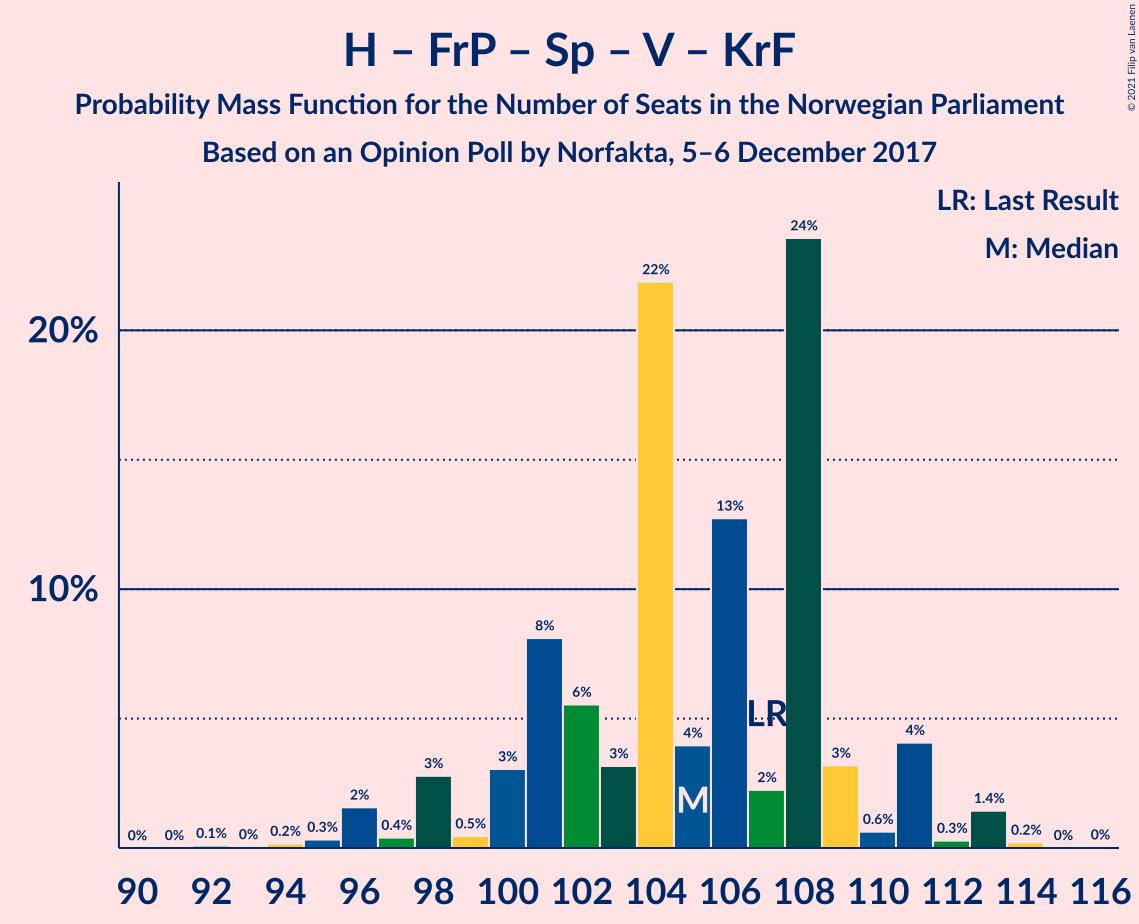 H – FrP – Sp – V – KrF
Probability Mass Function for the Number of Seats in the Norwegian Parliament
Based on an Opinion Poll by Norfakta, 5–6 December 2017
© 2021 Filip van Laenen
LR: Last Result
M: Median
20%
10%
0% 0% 0.1% 0% 0.2% 0.3% 2% 0.4% 3% 0.5% 3% 8% 6% 3% 22% 4% 13% 2% 24% 3% 0.6% 4% 0.3% 1.4% 0.2% 0% 0%
LR
M
90 92 94 96 98 100 102 104 106 108 110 112 114 116